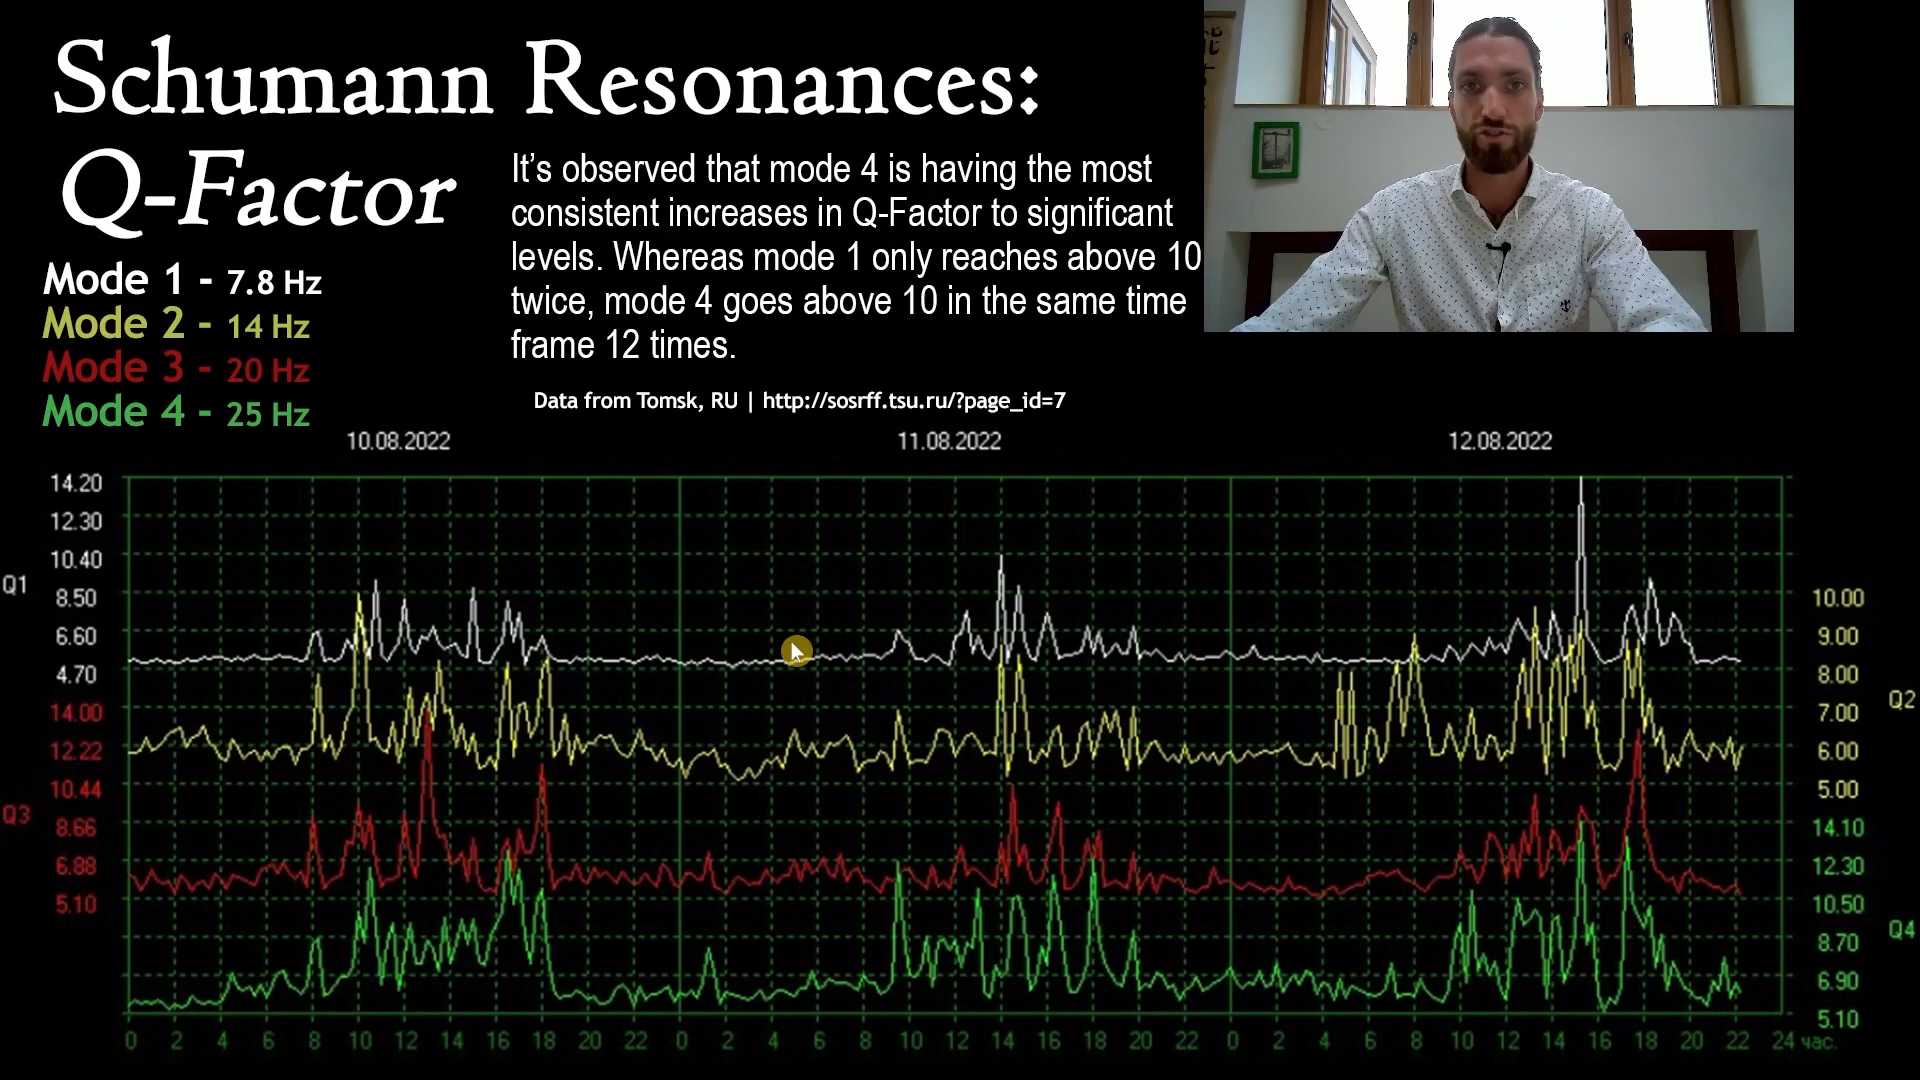 Schumann Resonances:
Q-Factor
It's observed that mode 4 is having the most
consistent increases in Q-Factor to significant
levels. Whereas mode 1 only reaches above 10
twice, mode 4 goes above 10 in the same time
frame 12 times.
Mode 1 - 7.8 Hz
Mode 2 - 14 Hz
Mode 3 - 20 Hz
Mode 4 - 25 Hz
Data from Tomsk, RU | http://sosrff.tsu.ru/?page_id=7
10.08.2022 11.08.2022 12.08.2022
14.20
12.30
10.40
Q1
8.50
6.60
4.70
14.00
12.22
10.44
Q3
8.66
6.88
5.10
10.00
9.00
8.00
Q2
7.00
6.00
5.00
14.10
12.30
10.50
Q4
8.70
6.90
5.10
0 2 4 6 8 10 12 14 16 18 20 22 0 2 4 6 8 10 12 14 16 18 20 22 0 2 4 6 8 10 12 14 16 18 20 22 24 час.